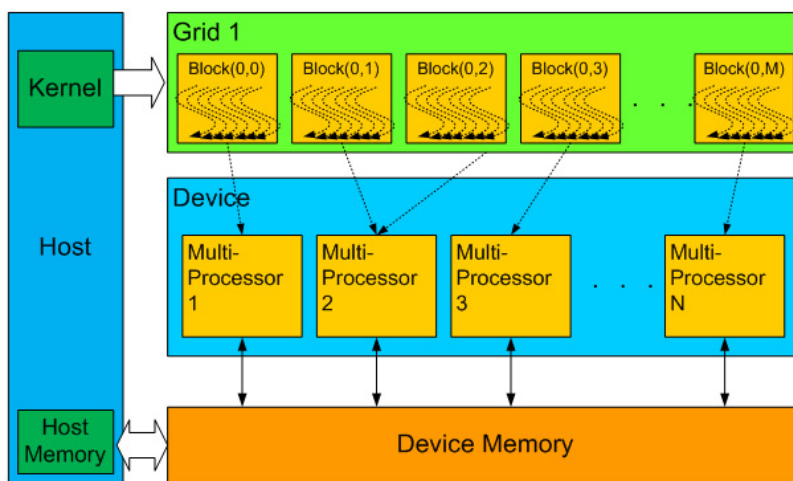 Grid 1
Kernel
Block(0,0)
Block(0,1)
Block(0,2)
Block(0,3)
. . .
Block(0,M)
Host
Device
Multi-
Processor
1
Multi-
Processor
2
Multi-
Processor
3
. . . .
Multi-
Processor
N
Host
Memory
Device Memory